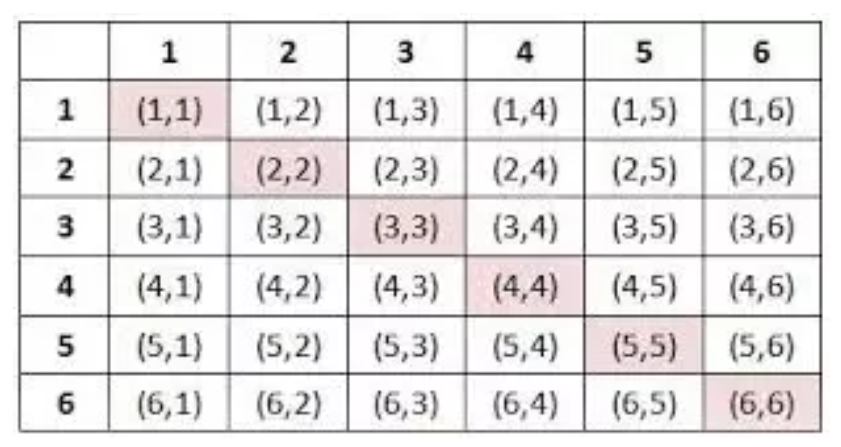 1 2 3 4 5 6
1 (1,1) (1,2) (1,3) (1,4) (1,5) (1,6)
2 (2,1) (2,2) (2,3) (2,4) (2,5) (2,6)
3 (3,1) (3,2) (3,3) (3,4) (3,5) (3,6)
4 (4,1) (4,2) (4,3) (4,4) (4,5) (4,6)
5 (5,1) (5,2) (5,3) (5,4) (5,5) (5,6)
6 (6,1) (6,2) (6,3) (6,4) (6,5) (6,6)